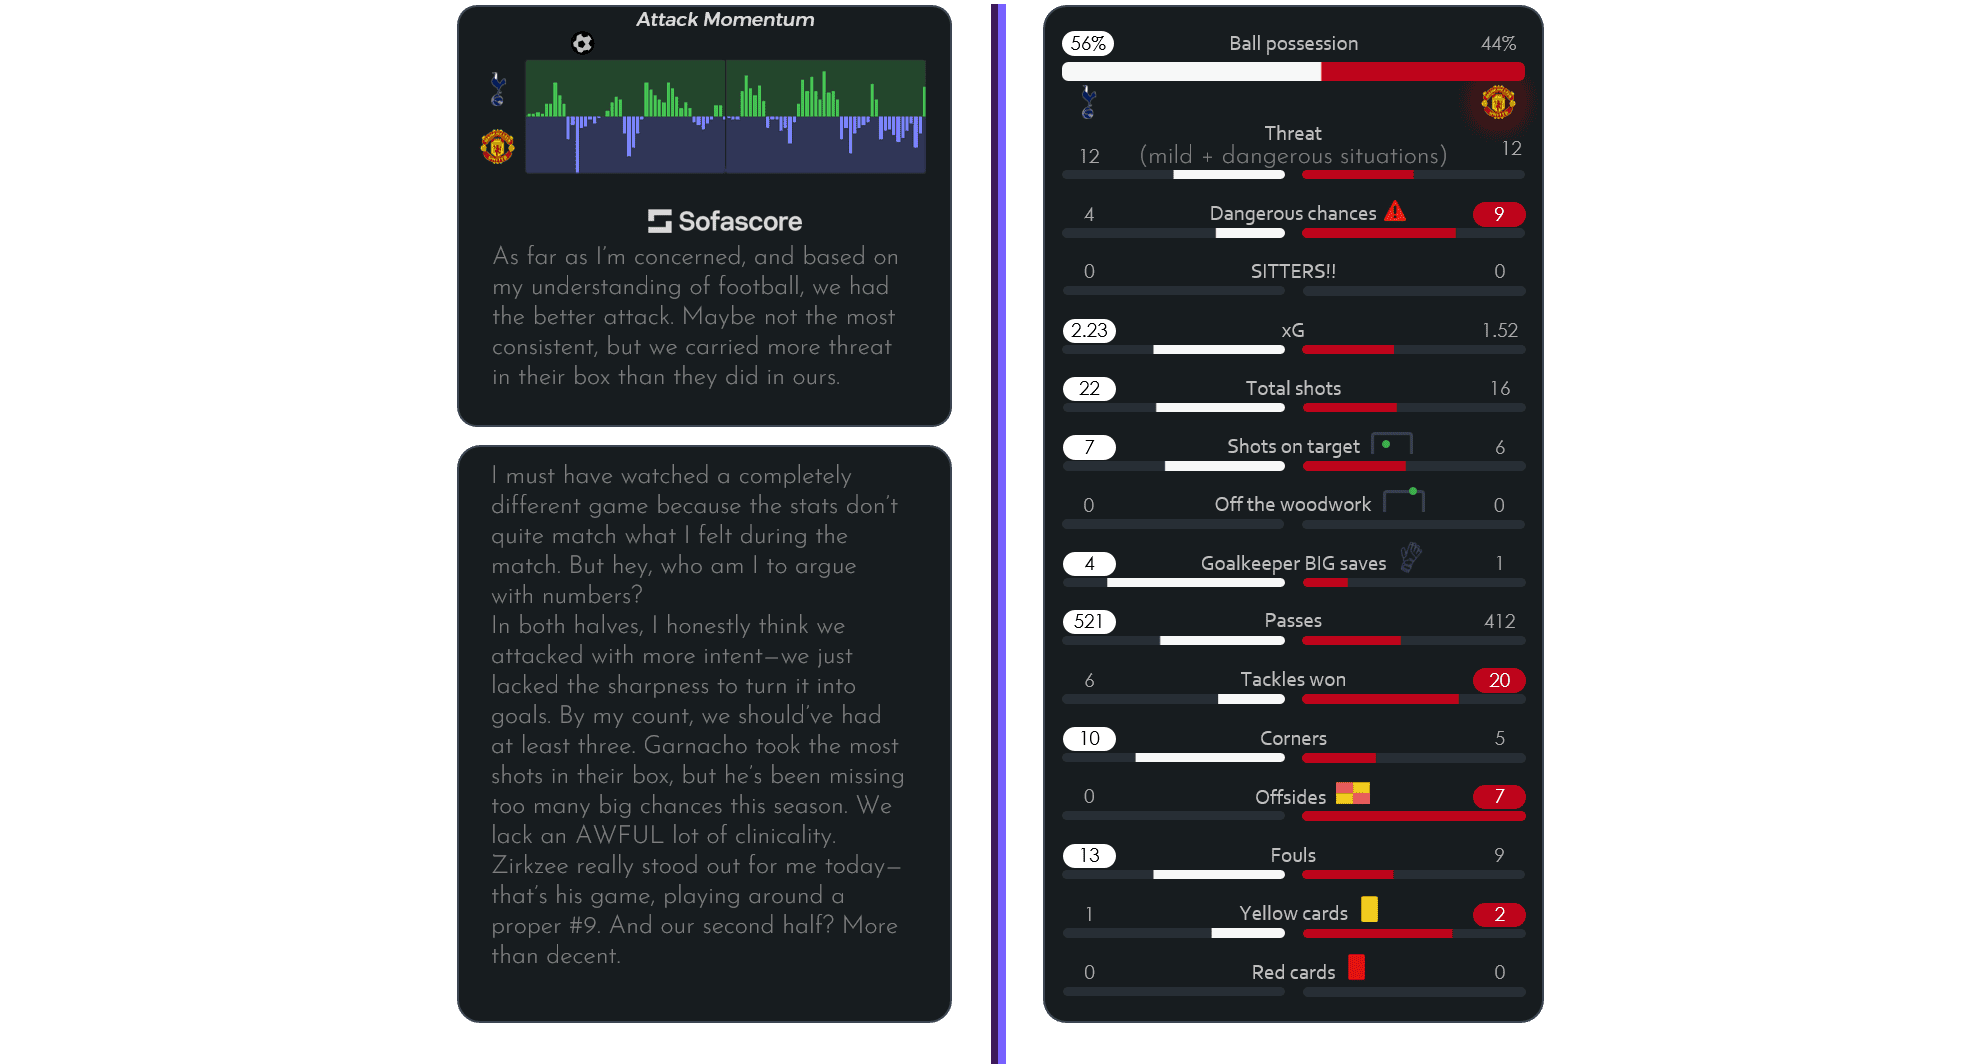 Attack Momentum
Sofascore
As far as I'm concerned, and based on
my understanding of football, we had
the better attack. Maybe not the most
consistent, but we carried more threat
in their box than they did in ours.
I must have watched a completely
different game because the stats don't
quite match what I felt during the
match. But hey, who am I to argue
with numbers?
In both halves, I honestly think we
attacked with more intent—we just
lacked the sharpness to turn it into
goals. By my count, we should've had
at least three. Garnacho took the most
shots in their box, but he's been missing
too many big chances this season. We
lack an AWFUL lot of clinicality.
Zirkzee really stood out for me today—
that's his game, playing around a
proper #9. And our second half? More
than decent.
56% Ball possession 44%
Threat
12 (mild + dangerous situations) 12
4 Dangerous chances 9
0 SITTERS!! 0
2.23 xG 1.52
22 Total shots 16
7 Shots on target 6
0 Off the woodwork 0
4 Goalkeeper BIG saves 1
521 Passes 412
6 Tackles won 20
10 Corners 5
0 Offsides 7
13 Fouls 9
1 Yellow cards 2
0 Red cards 0